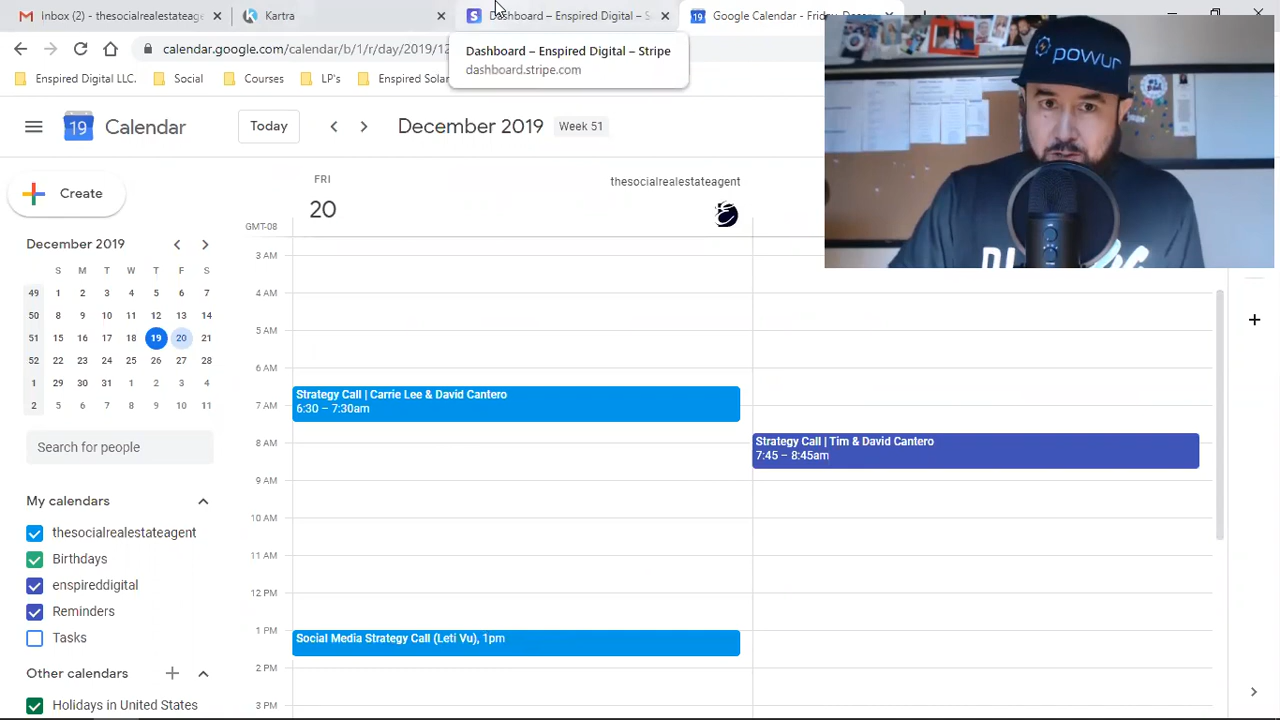 Inbox (2) - thesocialrealestateag
Kartra
Dashboard – Enspired Digital – S
Google Calendar - Friday, Dece
calendar.google.com/calendar/b/1/r/day/2019/12
Dashboard – Enspired Digital – Stripe
dashboard.stripe.com
Enspired Digital LLC.
Social
Courses
LP's
Enspired Solar
powur
19
Calendar
Today
December 2019
Week 51
Create
FRI
20
thesocialrealestateagent
GMT-08
December 2019
S M T W T F S
49 1 2 3 4 5 6 7
50 8 9 10 11 12 13 14
51 15 16 17 18 19 20 21
52 22 23 24 25 26 27 28
1 29 30 31 1 2 3 4
2 5 6 7 8 9 10 11
Search for people
My calendars
thesocialrealestateagent
Birthdays
enspireddigital
Reminders
Tasks
Other calendars
Holidays in United States
3 AM
4 AM
5 AM
6 AM
7 AM
8 AM
9 AM
10 AM
11 AM
12 PM
1 PM
2 PM
3 PM
Strategy Call | Carrie Lee & David Cantero
6:30 – 7:30am
Strategy Call | Tim & David Cantero
7:45 – 8:45am
Social Media Strategy Call (Leti Vu), 1pm